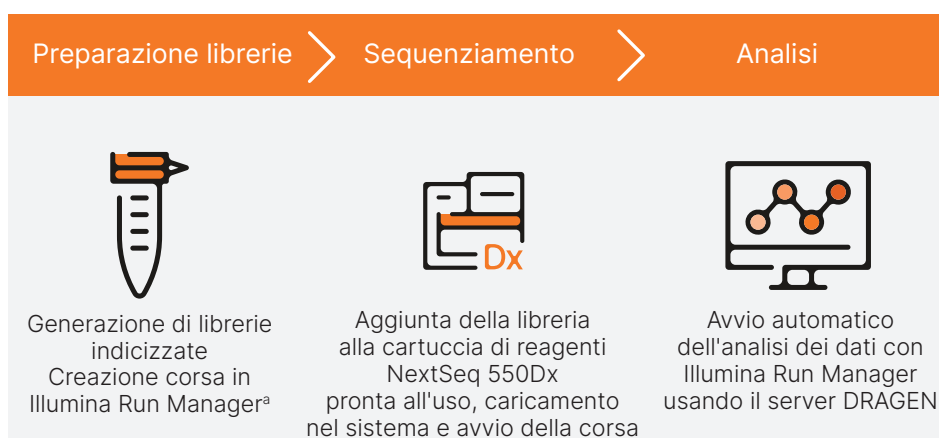 Preparazione librerie
Sequenziamento
Analisi
Dx
Generazione di librerie
indicizzate
Creazione corsa in
Illumina Run Managerᵃ
Aggiunta della libreria
alla cartuccia di reagenti
NextSeq 550Dx
pronta all'uso, caricamento
nel sistema e avvio della corsa
Avvio automatico
dell'analisi dei dati con
Illumina Run Manager
usando il server DRAGEN